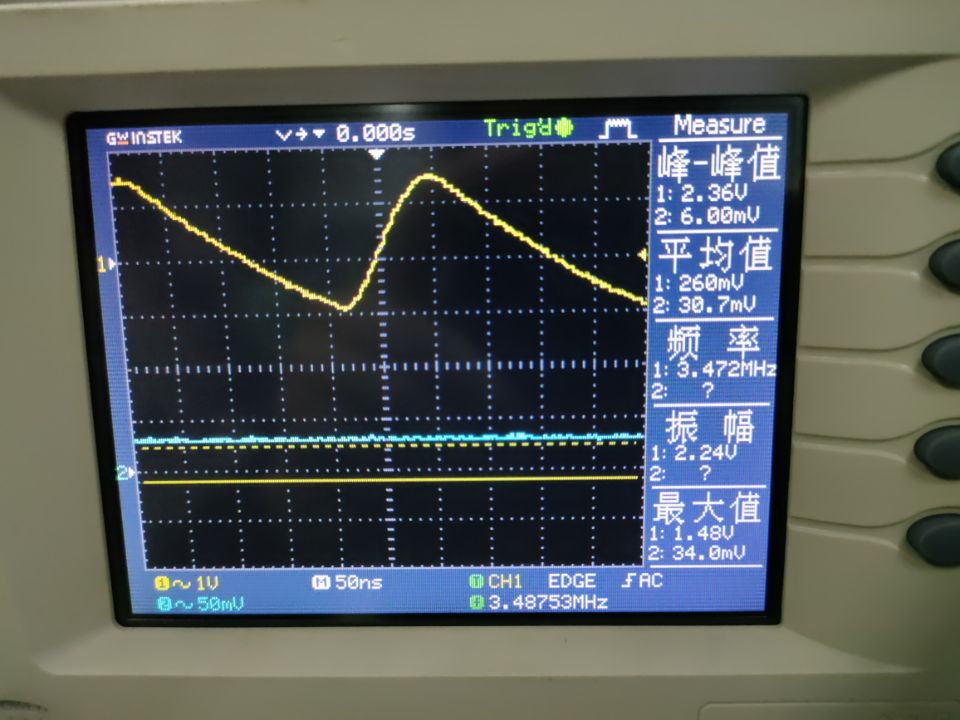 GW INSTEK
0.000s
Trig'd
Measure
峰-峰值
1: 2.36V
2: 6.00mV
平均值
1: 260mV
2: 30.7mV
频 率
1: 3.472MHz
2: ?
振 幅
1: 2.24V
2: ?
最大值
1: 1.48V
2: 34.0mV
1
2
1 ~ 1V
M 50ns
T CH1 EDGE AC
2 ~ 50mV
f 3.48753MHz